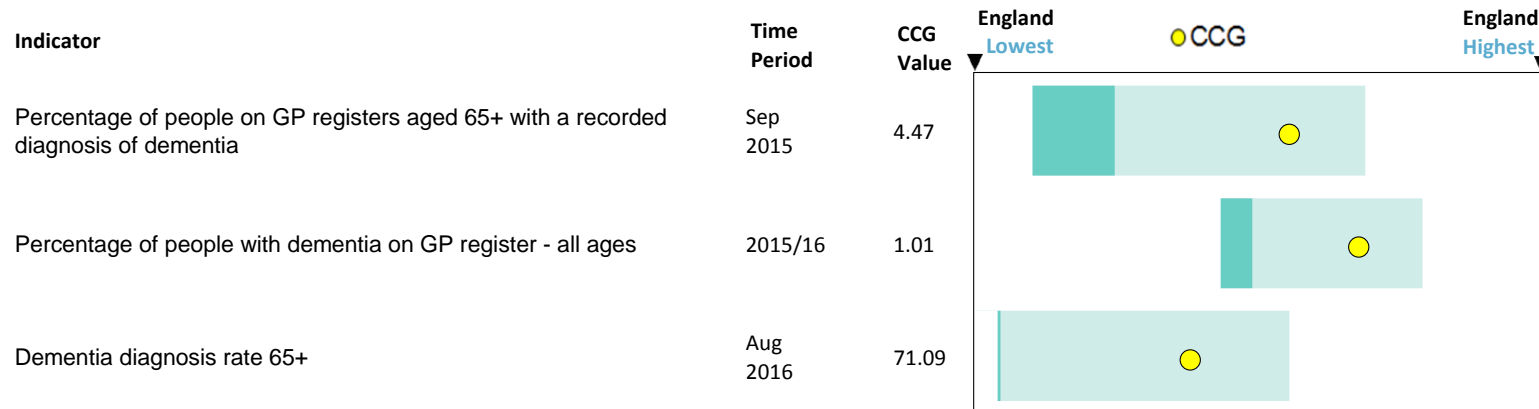 Indicator
Time Period
CCG Value
England Lowest
CCG
England Highest
Percentage of people on GP registers aged 65+ with a recorded
diagnosis of dementia
Sep 2015
4.47
Percentage of people with dementia on GP register - all ages
2015/16
1.01
Dementia diagnosis rate 65+
Aug 2016
71.09